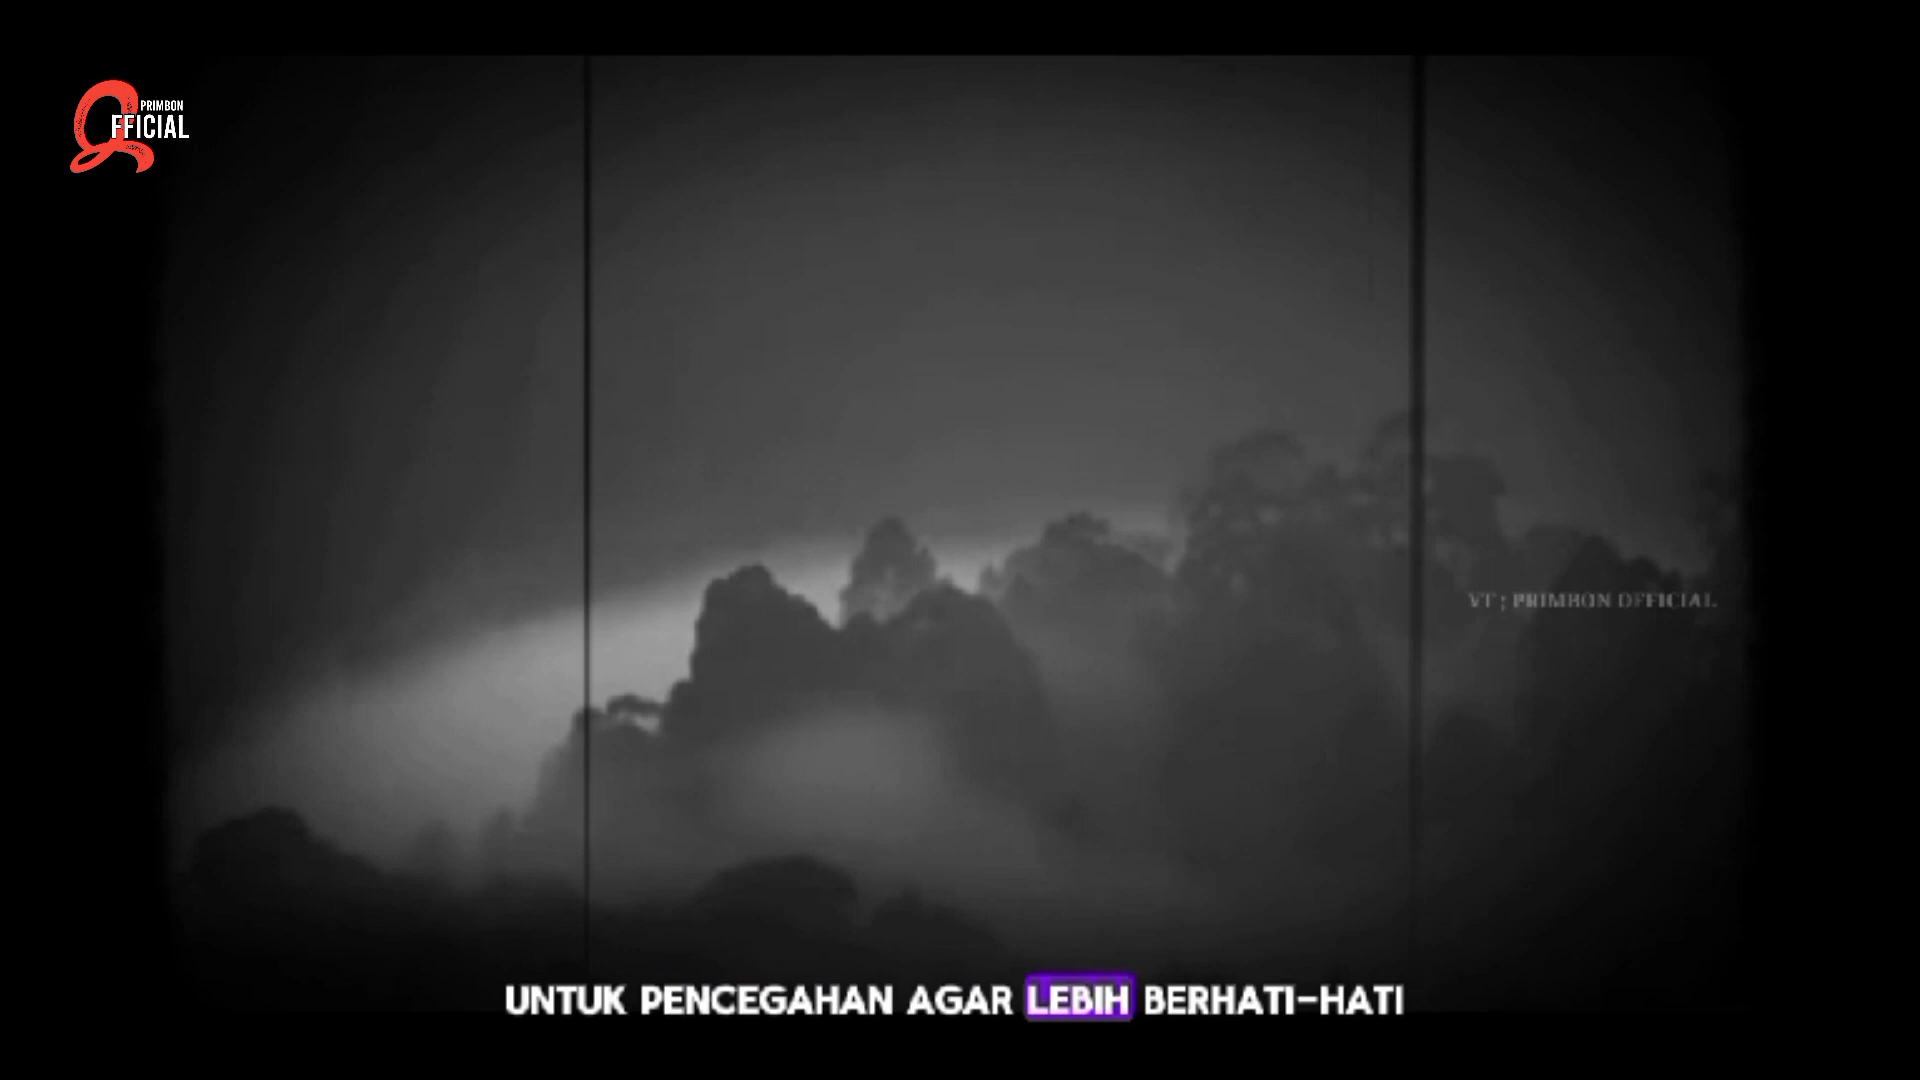 PRIMBON
FFICIAL
VT ; PRIMBON OFFICIAL
UNTUK PENCEGAHAN AGAR LEBIH BERHATI-HATI